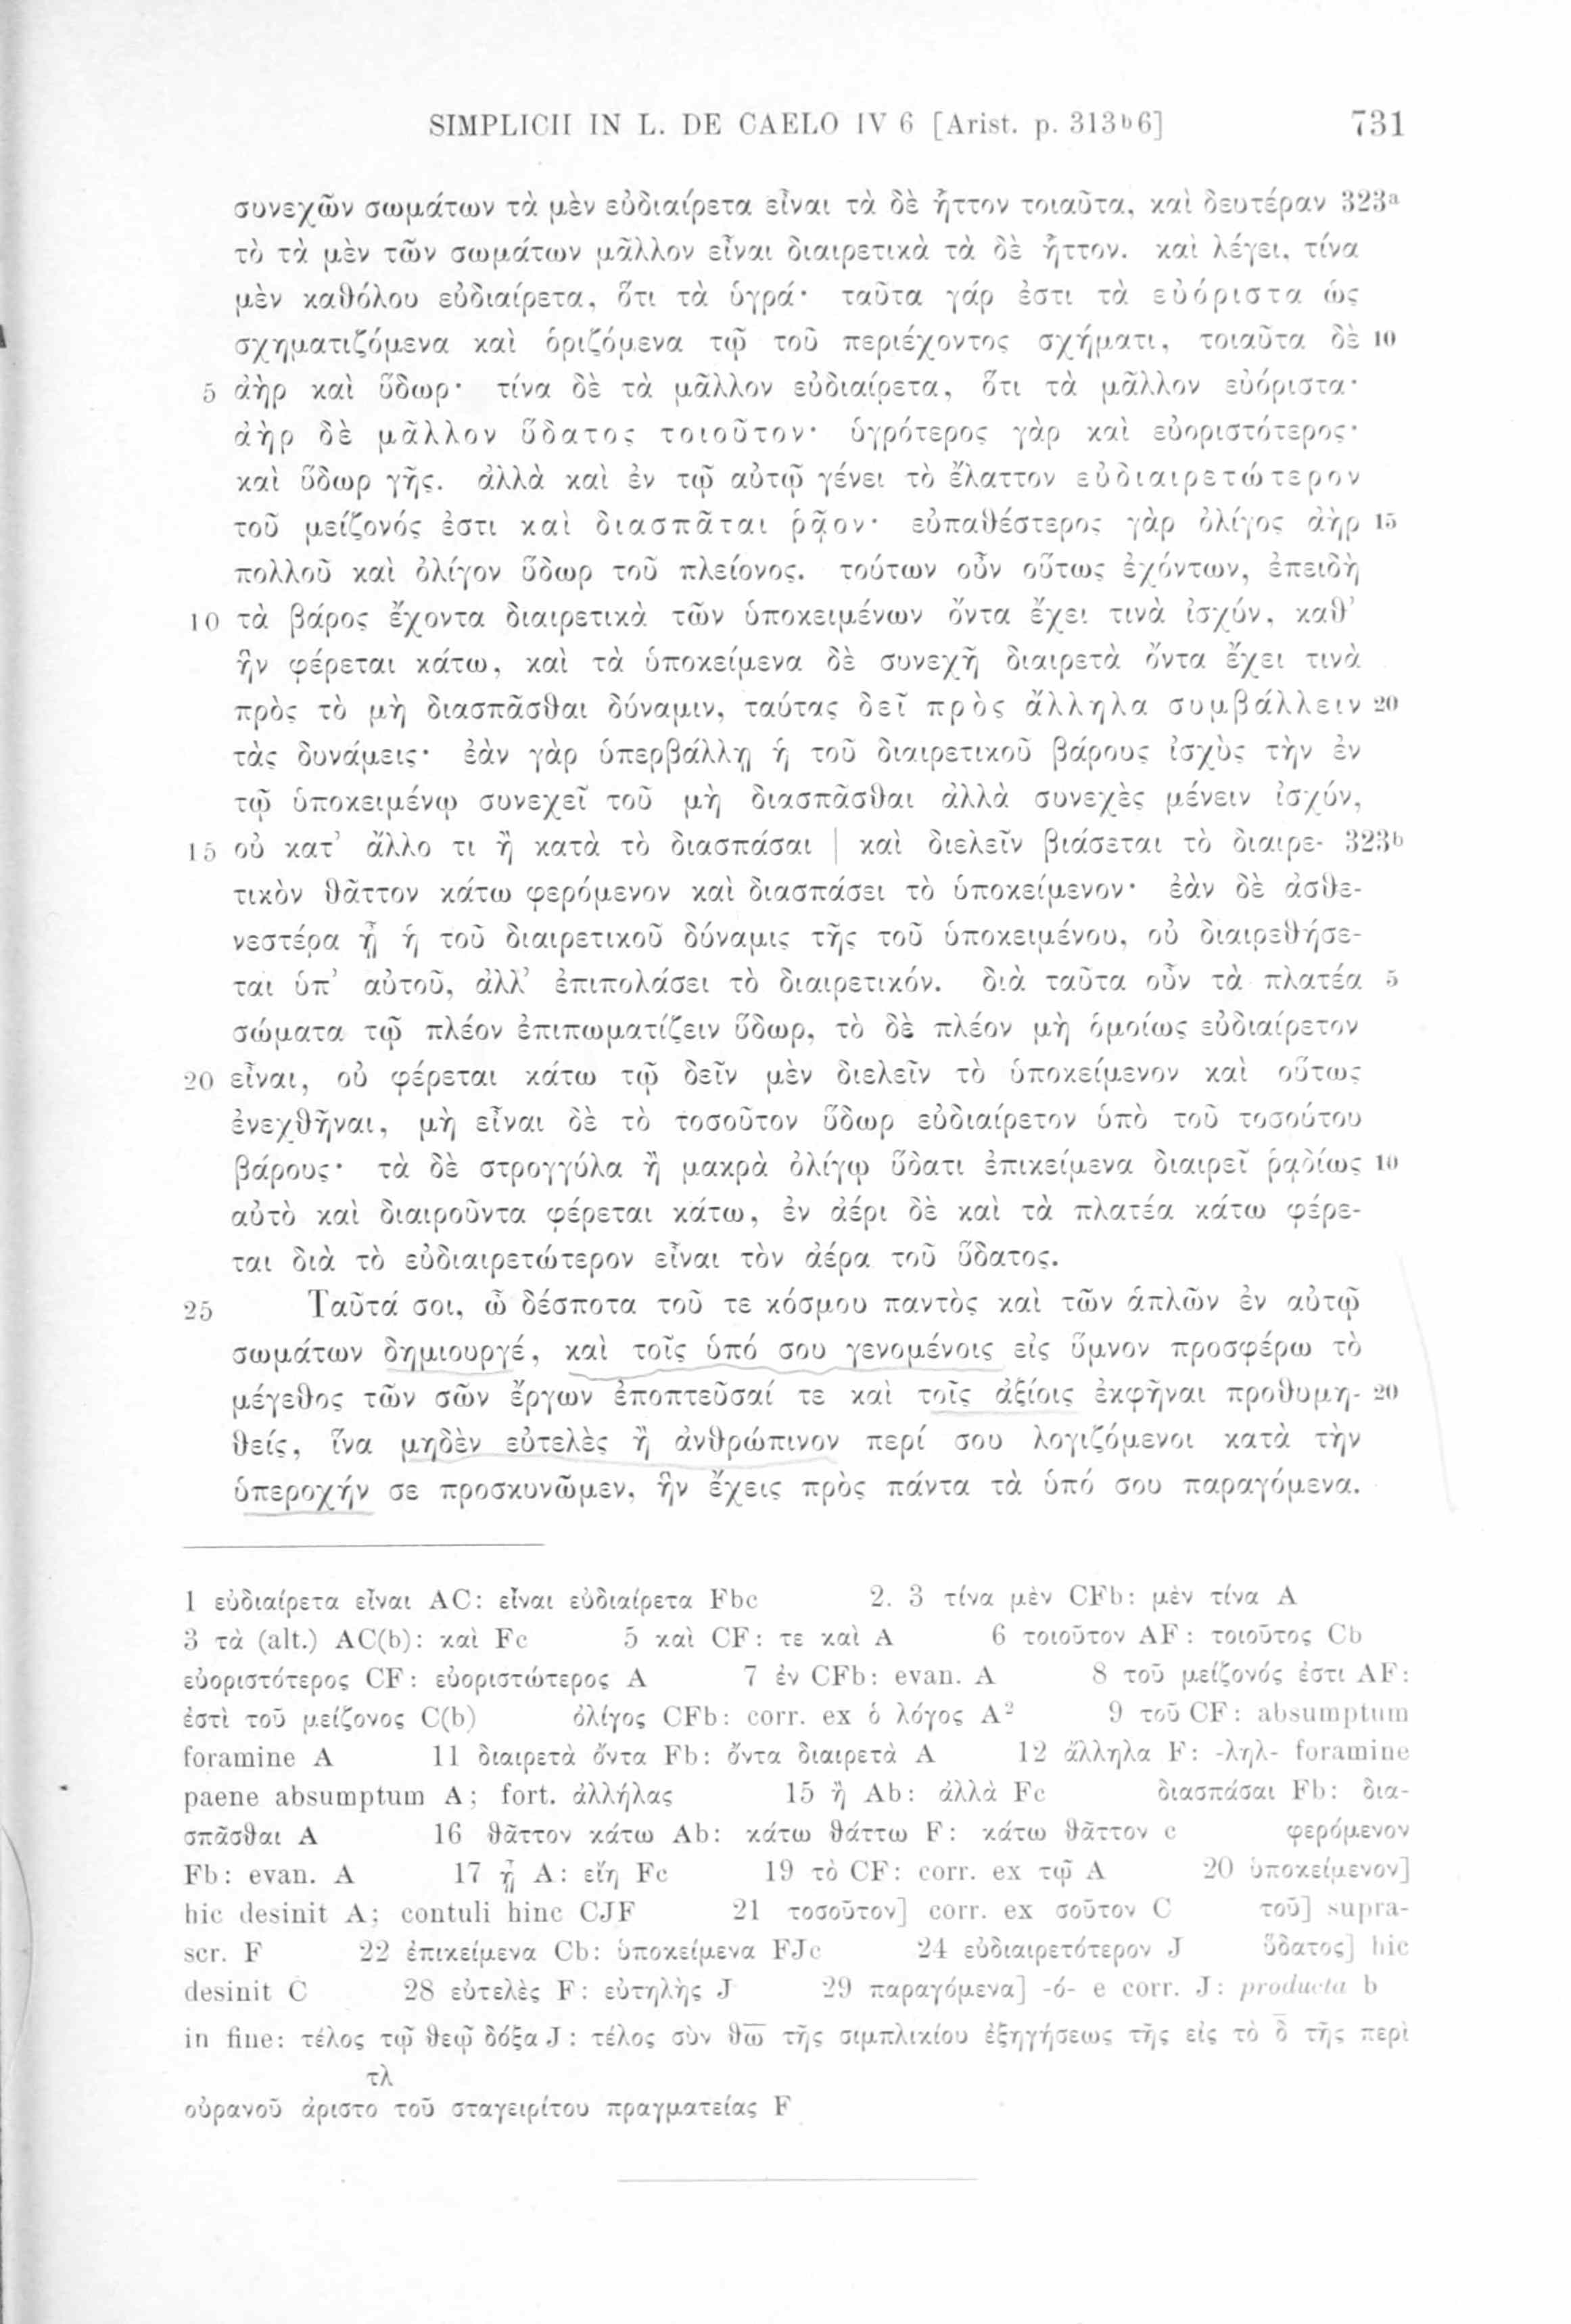 SIMPLICII IN L. DE CAELO IV 6 [Arist. p. 313ᵇ6] 731
συνεχῶν σωμάτων τὰ μὲν εὐδιαίρετα εἶναι τὰ δὲ ἧττον τοιαῦτα, καὶ δευτέραν 323ᵃ
τὸ τὰ μὲν τῶν σωμάτων μᾶλλον εἶναι διαιρετικὰ τὰ δὲ ἧττον. καὶ λέγει, τίνα
μὲν καθόλου εὐδιαίρετα, ὅτι τὰ ὑγρά· ταῦτα γάρ ἐστι τὰ εὐόριστα ὡς
σχηματιζόμενα καὶ ὁριζόμενα τῷ τοῦ περιέχοντος σχήματι, τοιαῦτα δὲ 10
5 ἀὴρ καὶ ὕδωρ· τίνα δὲ τὰ μᾶλλον εὐδιαίρετα, ὅτι τὰ μᾶλλον εὐόριστα·
ἀὴρ δὲ μᾶλλον ὕδατος τοιοῦτον· ὑγρότερος γὰρ καὶ εὐοριστότερος·
καὶ ὕδωρ γῆς. ἀλλὰ καὶ ἐν τῷ αὐτῷ γένει τὸ ἔλαττον εὐδιαιρετώτερον
τοῦ μείζονός ἐστι καὶ διασπᾶται ῥᾷον· εὐπαθέστερος γὰρ ὀλίγος ἀὴρ 15
πολλοῦ καὶ ὀλίγον ὕδωρ τοῦ πλείονος. τούτων οὖν οὕτως ἐχόντων, ἐπειδὴ
10 τὰ βάρος ἔχοντα διαιρετικὰ τῶν ὑποκειμένων ὄντα ἔχει τινὰ ἰσχύν, καθ’
ἣν φέρεται κάτω, καὶ τὰ ὑποκείμενα δὲ συνεχῆ διαιρετὰ ὄντα ἔχει τινὰ
πρὸς τὸ μὴ διασπᾶσθαι δύναμιν, ταύτας δεῖ πρὸς ἄλληλα συμβάλλειν 20
τὰς δυνάμεις· ἐὰν γὰρ ὑπερβάλλῃ ἡ τοῦ διαιρετικοῦ βάρους ἰσχὺς τὴν ἐν
τῷ ὑποκειμένῳ συνεχεῖ τοῦ μὴ διασπᾶσθαι ἀλλὰ συνεχὲς μένειν ἰσχύν,
15 οὐ κατ’ ἄλλο τι ἢ κατὰ τὸ διασπάσαι | καὶ διελεῖν βιάσεται τὸ διαιρε- 323ᵇ
τικὸν θᾶττον κάτω φερόμενον καὶ διασπάσει τὸ ὑποκείμενον· ἐὰν δὲ ἀσθε-
νεστέρα ᾖ ἡ τοῦ διαιρετικοῦ δύναμις τῆς τοῦ ὑποκειμένου, οὐ διαιρεθήσε-
ται ὑπ’ αὐτοῦ, ἀλλ’ ἐπιπολάσει τὸ διαιρετικόν. διὰ ταῦτα οὖν τὰ πλατέα 5
σώματα τῷ πλέον ἐπιπωματίζειν ὕδωρ, τὸ δὲ πλέον μὴ ὁμοίως εὐδιαίρετον
20 εἶναι, οὐ φέρεται κάτω τῷ δεῖν μὲν διελεῖν τὸ ὑποκείμενον καὶ οὕτως
ἐνεχθῆναι, μὴ εἶναι δὲ τὸ τοσοῦτον ὕδωρ εὐδιαίρετον ὑπὸ τοῦ τοσούτου
βάρους· τὰ δὲ στρογγύλα ἢ μακρὰ ὀλίγῳ ὕδατι ἐπικείμενα διαιρεῖ ῥᾳδίως 10
αὐτὸ καὶ διαιροῦντα φέρεται κάτω, ἐν ἀέρι δὲ καὶ τὰ πλατέα κάτω φέρε-
ται διὰ τὸ εὐδιαιρετώτερον εἶναι τὸν ἀέρα τοῦ ὕδατος.
25 Ταῦτά σοι, ὦ δέσποτα τοῦ τε κόσμου παντὸς καὶ τῶν ἁπλῶν ἐν αὐτῷ
σωμάτων δημιουργέ, καὶ τοῖς ὑπό σου γενομένοις εἰς ὕμνον προσφέρω τὸ
μέγεθος τῶν σῶν ἔργων ἐποπτεῦσαί τε καὶ τοῖς ἀξίοις ἐκφῆναι προθυμη- 20
θείς, ἵνα μηδὲν εὐτελὲς ἢ ἀνθρώπινον περί σου λογιζόμενοι κατὰ τὴν
ὑπεροχήν σε προσκυνῶμεν, ἣν ἔχεις πρὸς πάντα τὰ ὑπό σου παραγόμενα.
1 εὐδιαίρετα εἶναι AC: εἶναι εὐδιαίρετα Fbc 2. 3 τίνα μὲν CFb: μὲν τίνα A
3 τὰ (alt.) AC(b): καὶ Fc 5 καὶ CF: τε καὶ A 6 τοιοῦτον AF: τοιοῦτος Cb
εὐοριστότερος CF: εὐοριστώτερος A 7 ἐν CFb: evan. A 8 τοῦ μείζονός ἐστι AF:
ἐστὶ τοῦ μείζονος C(b) ὀλίγος CFb: corr. ex ὁ λόγος A² 9 τοῦ CF: absumptum
foramine A 11 διαιρετὰ ὄντα Fb: ὄντα διαιρετὰ A 12 ἄλληλα F: -ληλ- foramine
paene absumptum A; fort. ἀλλήλας 15 ἢ Ab: ἀλλὰ Fc διασπάσαι Fb: δια-
σπᾶσθαι A 16 θᾶττον κάτω Ab: κάτω θάττω F: κάτω θᾶττον c φερόμενον
Fb: evan. A 17 ᾖ A: εἴη Fc 19 τὸ CF: corr. ex τῷ A 20 ὑποκείμενον]
hic desinit A; contuli hinc CJF 21 τοσοῦτον] corr. ex σοῦτον C τοῦ] supra-
scr. F 22 ἐπικείμενα Cb: ὑποκείμενα FJc 24 εὐδιαιρετότερον J ὕδατος] hic
desinit C 28 εὐτελὲς F: εὐτηλὴς J 29 παραγόμενα] -ό- e corr. J: producta b
in fine: τέλος τῷ θεῷ δόξα J: τέλος σὺν θ̅ω̅ τῆς σιμπλικίου ἐξηγήσεως τῆς εἰς τὸ δ̅ τῆς περὶ
τλ
οὐρανοῦ ἀριστο τοῦ σταγειρίτου πραγματείας F